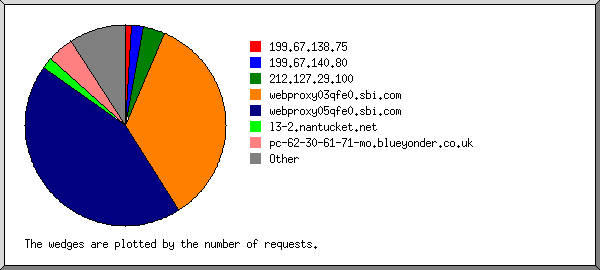 199.67.138.75
199.67.140.80
212.127.29.100
webproxy03qfe0.sbi.com
webproxy05qfe0.sbi.com
l3-2.nantucket.net
pc-62-30-61-71-mo.blueyonder.co.uk
Other
The wedges are plotted by the number of requests.